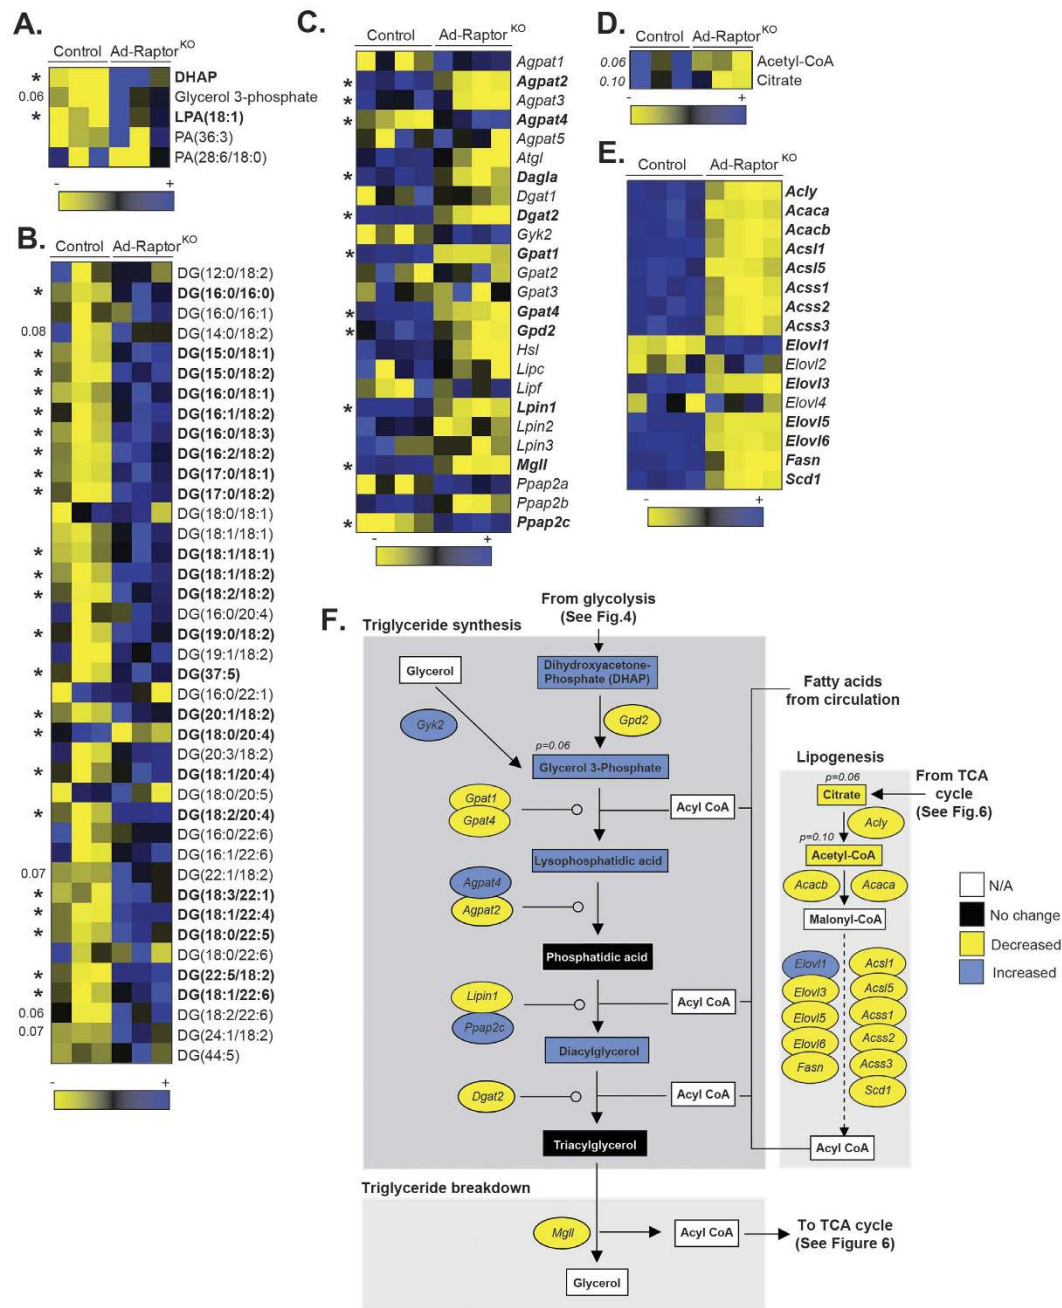 A.
Control Ad-Raptor KO
* DHAP
0.06 Glycerol 3-phosphate
* LPA(18:1)
PA(36:3)
PA(28:6/18:0)
- +
B.
Control Ad-Raptor KO
DG(12:0/18:2)
* DG(16:0/16:0)
DG(16:0/16:1)
0.08 DG(14:0/18:2)
* DG(15:0/18:1)
* DG(15:0/18:2)
* DG(16:0/18:1)
* DG(16:1/18:2)
* DG(16:0/18:3)
* DG(16:2/18:2)
* DG(17:0/18:1)
* DG(17:0/18:2)
DG(18:0/18:1)
DG(18:1/18:1)
* DG(18:1/18:1)
* DG(18:1/18:2)
* DG(18:2/18:2)
DG(16:0/20:4)
* DG(19:0/18:2)
DG(19:1/18:2)
* DG(37:5)
DG(16:0/22:1)
* DG(20:1/18:2)
* DG(18:0/20:4)
DG(20:3/18:2)
* DG(18:1/20:4)
DG(18:0/20:5)
* DG(18:2/20:4)
DG(16:0/22:6)
DG(16:1/22:6)
0.07 DG(22:1/18:2)
* DG(18:3/22:1)
* DG(18:1/22:4)
* DG(18:0/22:5)
DG(18:0/22:6)
* DG(22:5/18:2)
* DG(18:1/22:6)
0.06 DG(18:2/22:6)
0.07 DG(24:1/18:2)
DG(44:5)
- +
C.
Control Ad-Raptor KO
Agpat1
* Agpat2
* Agpat3
* Agpat4
Agpat5
Atgl
* Dagla
Dgat1
* Dgat2
Gyk2
* Gpat1
Gpat2
Gpat3
* Gpat4
* Gpd2
Hsl
Lipc
Lipf
* Lpin1
Lpin2
Lpin3
* Mgll
Ppap2a
Ppap2b
* Ppap2c
- +
D.
Control Ad-Raptor KO
0.06 Acetyl-CoA
0.10 Citrate
- +
E.
Control Ad-Raptor KO
Acly
Acaca
Acacb
Acsl1
Acsl5
Acss1
Acss2
Acss3
Elovl1
Elovl2
Elovl3
Elovl4
Elovl5
Elovl6
Fasn
Scd1
- +
F.
From glycolysis
(See Fig.4)
Triglyceride synthesis
Glycerol
Dihydroxyacetone-
Phosphate (DHAP)
Gyk2
Gpd2
p=0.06
Glycerol 3-Phosphate
Gpat1
Gpat4
Acyl CoA
Lysophosphatidic acid
Agpat4
Agpat2
Phosphatidic acid
Lipin1
Ppap2c
Acyl CoA
Diacylglycerol
Dgat2
Acyl CoA
Triacylglycerol
Triglyceride breakdown
Mgll
Acyl CoA
To TCA cycle
(See Figure 6)
Glycerol
Fatty acids
from circulation
Lipogenesis
p=0.06
Citrate
From TCA
cycle
(See Fig.6)
Acly
p=0.10
Acetyl-CoA
Acacb
Acaca
Malonyl-CoA
Elovl1
Elovl3
Elovl5
Elovl6
Fasn
Acsl1
Acsl5
Acss1
Acss2
Acss3
Scd1
Acyl CoA
N/A
No change
Decreased
Increased